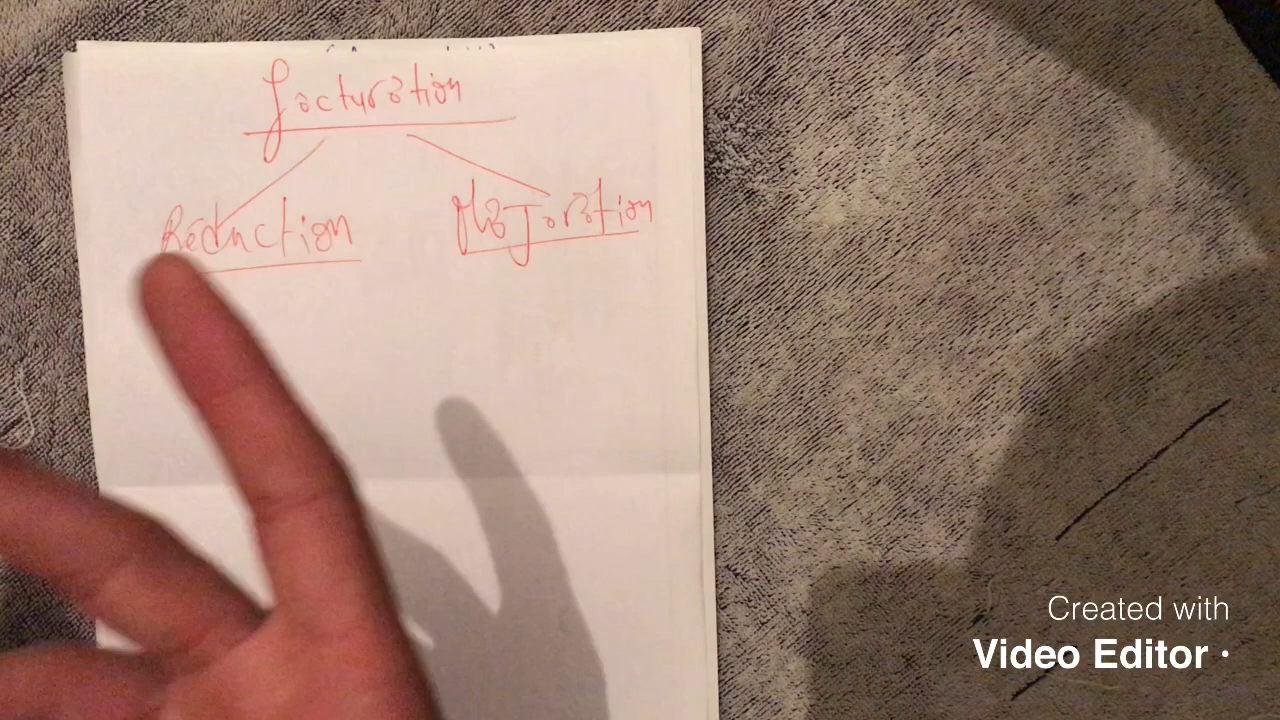 facturation
Reduction
MaJoration
Created with
Video Editor